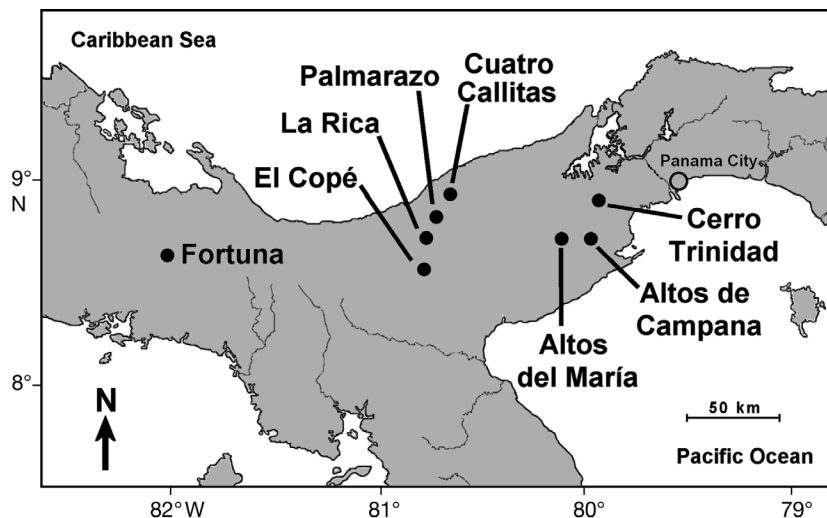 Caribbean Sea
Palmarazo
Cuatro
Callitas
La Rica
El Copé
9°
N
Panama City
Fortuna
Cerro
Trinidad
Altos de
Campana
Altos
del María
8°
N
50 km
Pacific Ocean
82°W
81°
80°
79°